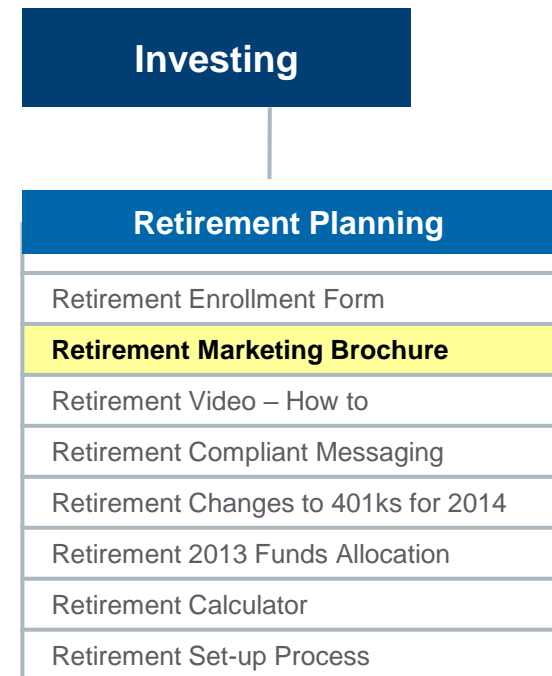 Investing
Retirement Planning
Retirement Enrollment Form
Retirement Marketing Brochure
Retirement Video – How to
Retirement Compliant Messaging
Retirement Changes to 401ks for 2014
Retirement 2013 Funds Allocation
Retirement Calculator
Retirement Set-up Process